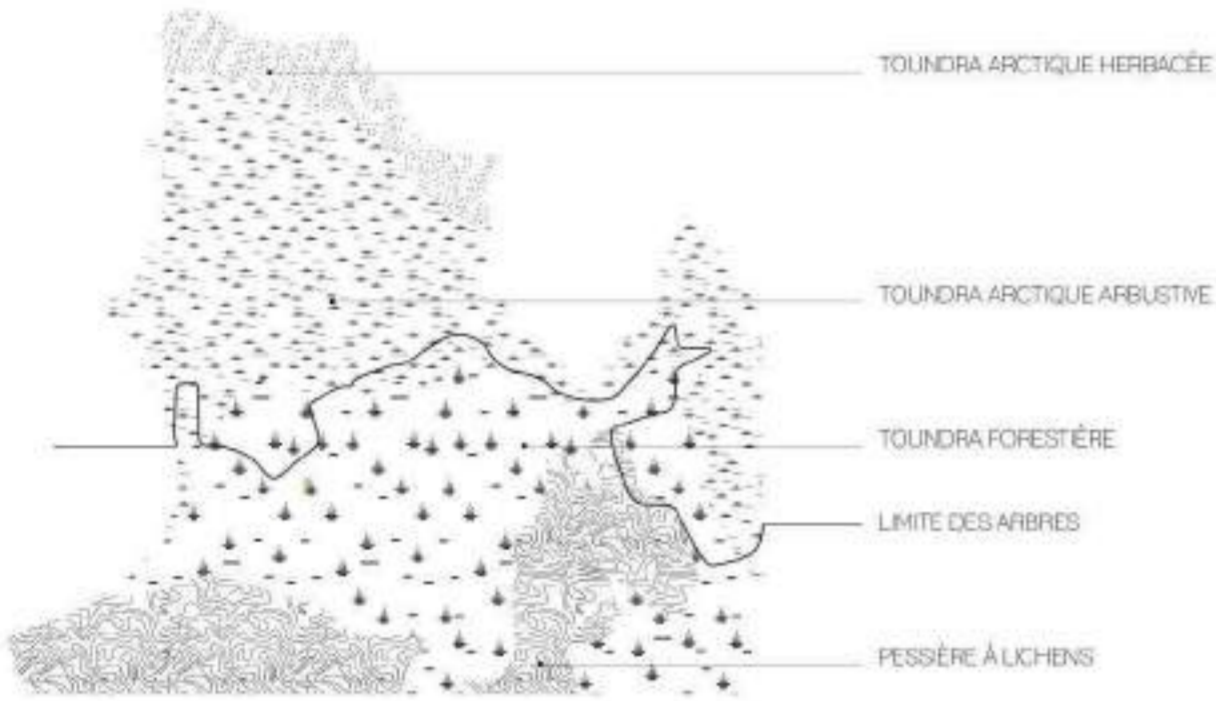 TOUNDRA ARCTIQUE HERBACÉE
TOUNDRA ARCTIQUE ARBUSTIVE
TOUNDRA FORESTIÈRE
LIMITE DES ARBRES
PESSIÈRE À LICHENS